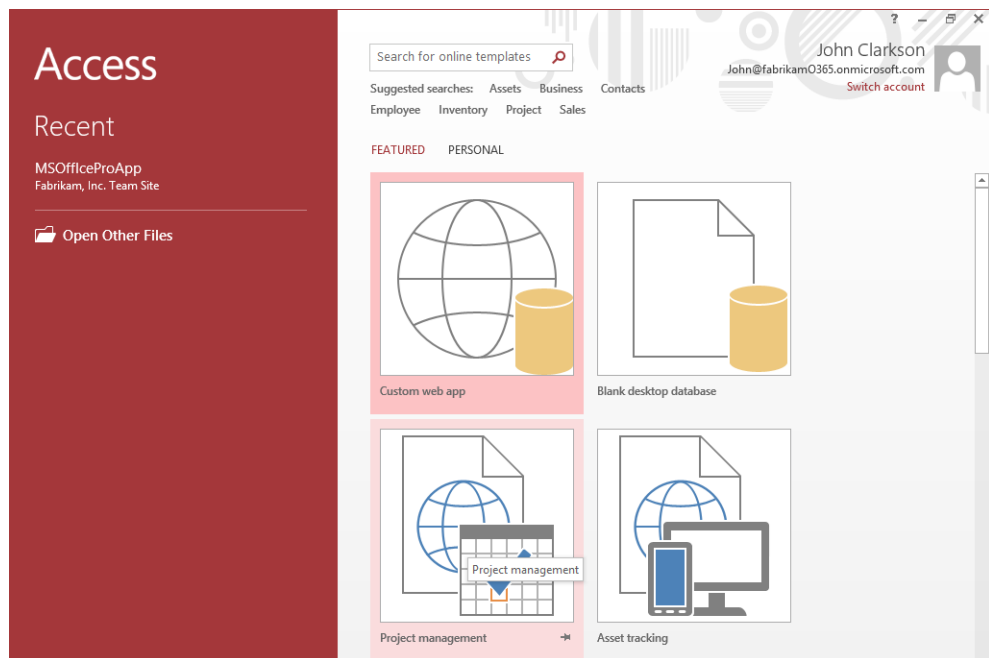 Access
Recent
MSOffIceProApp
Fabrikam, Inc. Team Site
Open Other Files
?
Search for online templates
Suggested searches: Assets Business Contacts
Employee Inventory Project Sales
John Clarkson
John@fabrikamO365.onmicrosoft.com
Switch account
FEATURED PERSONAL
Custom web app
Blank desktop database
Project management
Project management
Asset tracking